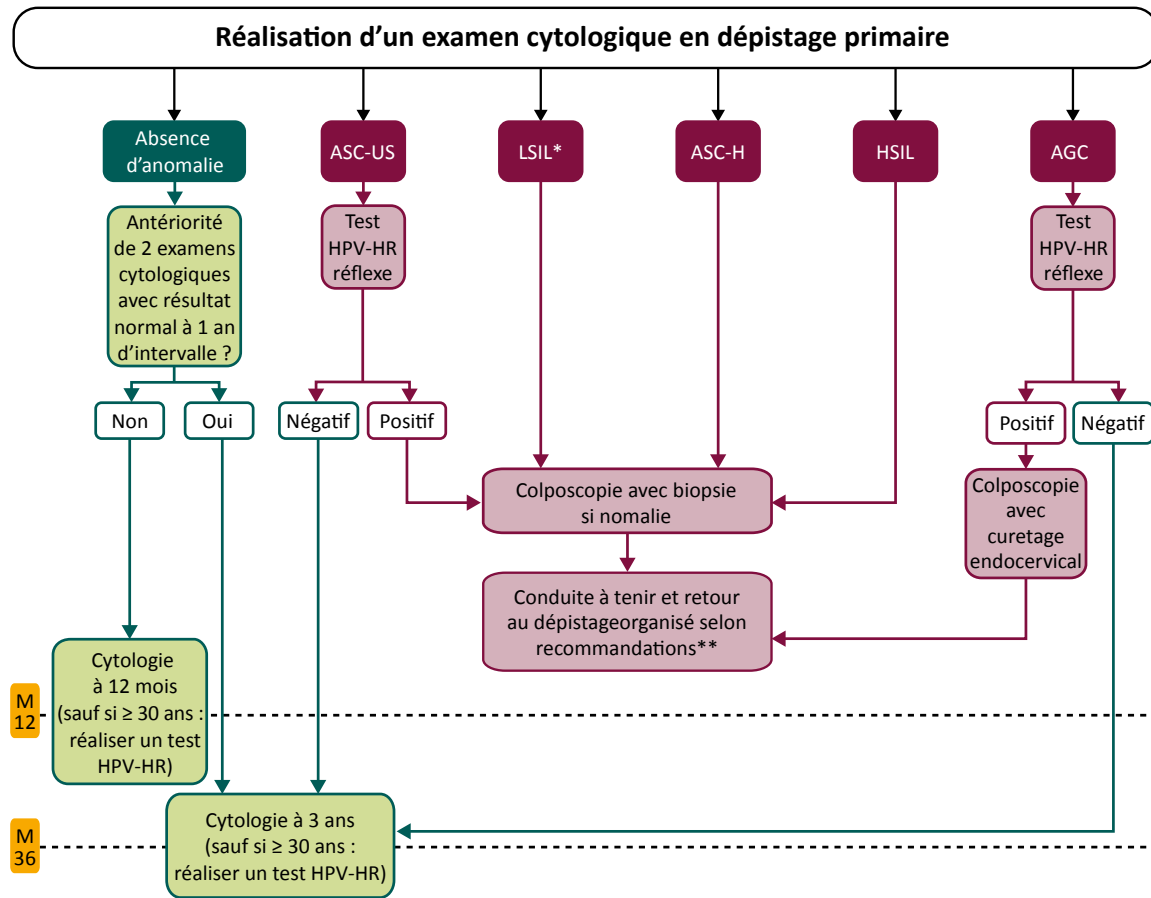 Réalisation d’un examen cytologique en dépistage primaire
Absence
d’anomalie
ASC-US
LSIL*
ASC-H
HSIL
AGC
Antériorité
de 2 examens
cytologiques
avec résultat
normal à 1 an
d’intervalle ?
Test
HPV-HR
réflexe
Test
HPV-HR
réflexe
Non
Oui
Négatif
Positif
Positif
Négatif
Colposcopie avec biopsie
si nomalie
Colposcopie
avec
curetage
endocervical
Conduite à tenir et retour
au dépistageorganisé selon
recommandations**
Cytologie
à 12 mois
(sauf si ≥ 30 ans :
réaliser un test
HPV-HR)
M
12
Cytologie à 3 ans
(sauf si ≥ 30 ans :
réaliser un test HPV-HR)
M
36